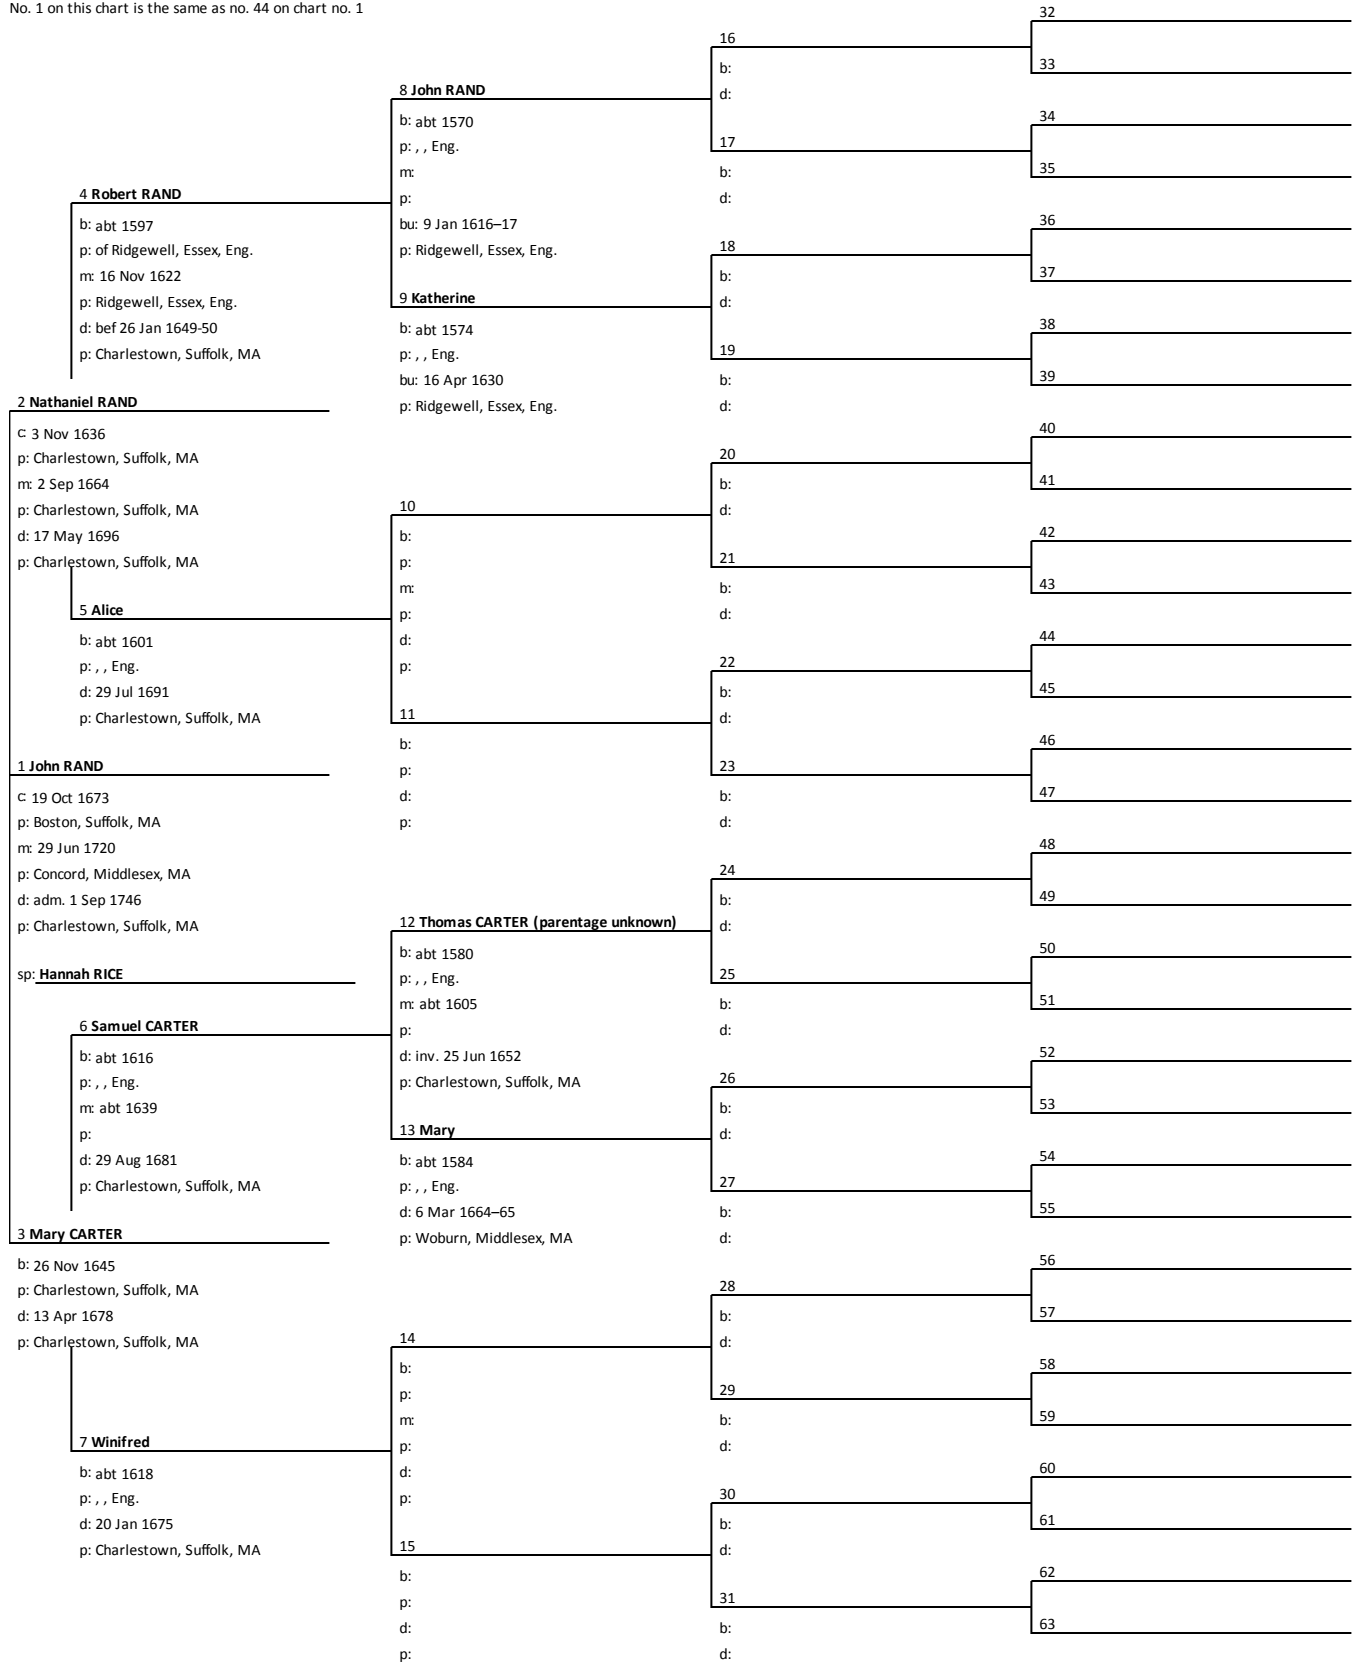 No. 1 on this chart is the same as no. 44 on chart no. 1
2 Nathaniel RAND
c: 3 Nov 1636
p: Charlestown, Suffolk, MA
m: 2 Sep 1664
p: Charlestown, Suffolk, MA
d: 17 May 1696
p: Charlestown, Suffolk, MA
1 John RAND
c: 19 Oct 1673
p: Boston, Suffolk, MA
m: 29 Jun 1720
p: Concord, Middlesex, MA
d: adm. 1 Sep 1746
p: Charlestown, Suffolk, MA
sp: Hannah RICE
3 Mary CARTER
b: 26 Nov 1645
p: Charlestown, Suffolk, MA
d: 13 Apr 1678
p: Charlestown, Suffolk, MA
4 Robert RAND
b: abt 1597
p: of Ridgewell, Essex, Eng.
m: 16 Nov 1622
p: Ridgewell, Essex, Eng.
d: bef 26 Jan 1649-50
p: Charlestown, Suffolk, MA
5 Alice
b: abt 1601
p: , , Eng.
d: 29 Jul 1691
p: Charlestown, Suffolk, MA
6 Samuel CARTER
b: abt 1616
p: , , Eng.
m: abt 1639
p:
d: 29 Aug 1681
p: Charlestown, Suffolk, MA
7 Winifred
b: abt 1618
p: , , Eng.
d: 20 Jan 1675
p: Charlestown, Suffolk, MA
8 John RAND
b: abt 1570
p: , , Eng.
m:
p:
bu: 9 Jan 1616–17
p: Ridgewell, Essex, Eng.
9 Katherine
b: abt 1574
p: , , Eng.
bu: 16 Apr 1630
p: Ridgewell, Essex, Eng.
10
b:
p:
m:
p:
d:
p:
11
b:
p:
d:
p:
12 Thomas CARTER (parentage unknown)
b: abt 1580
p: , , Eng.
m: abt 1605
p:
d: inv. 25 Jun 1652
p: Charlestown, Suffolk, MA
13 Mary
b: abt 1584
p: , , Eng.
d: 6 Mar 1664–65
p: Woburn, Middlesex, MA
14
b:
p:
m:
p:
d:
p:
15
b:
p:
d:
p:
16
b:
d:
17
b:
d:
18
b:
d:
19
b:
d:
20
b:
d:
21
b:
d:
22
b:
d:
23
b:
d:
24
b:
d:
25
b:
d:
26
b:
d:
27
b:
d:
28
b:
d:
29
b:
d:
30
b:
d:
31
b:
d:
32
33
34
35
36
37
38
39
40
41
42
43
44
45
46
47
48
49
50
51
52
53
54
55
56
57
58
59
60
61
62
63